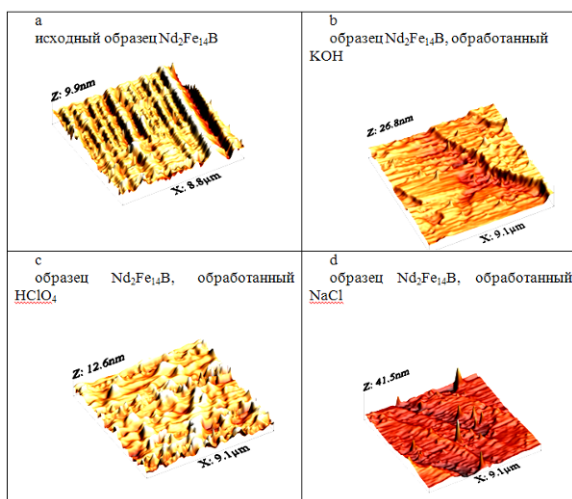 a
исходный образец Nd₂Fe₁₄B
Z: 9.9nm
X: 8.8µm
b
образец Nd₂Fe₁₄B, обработанный
KOH
Z: 26.8nm
X: 9.1µm
c
образец Nd₂Fe₁₄B, обработанный
HClO₄
Z: 12.6nm
X: 9.1µm
d
образец Nd₂Fe₁₄B, обработанный
NaCl
Z: 41.5nm
X: 9.1µm